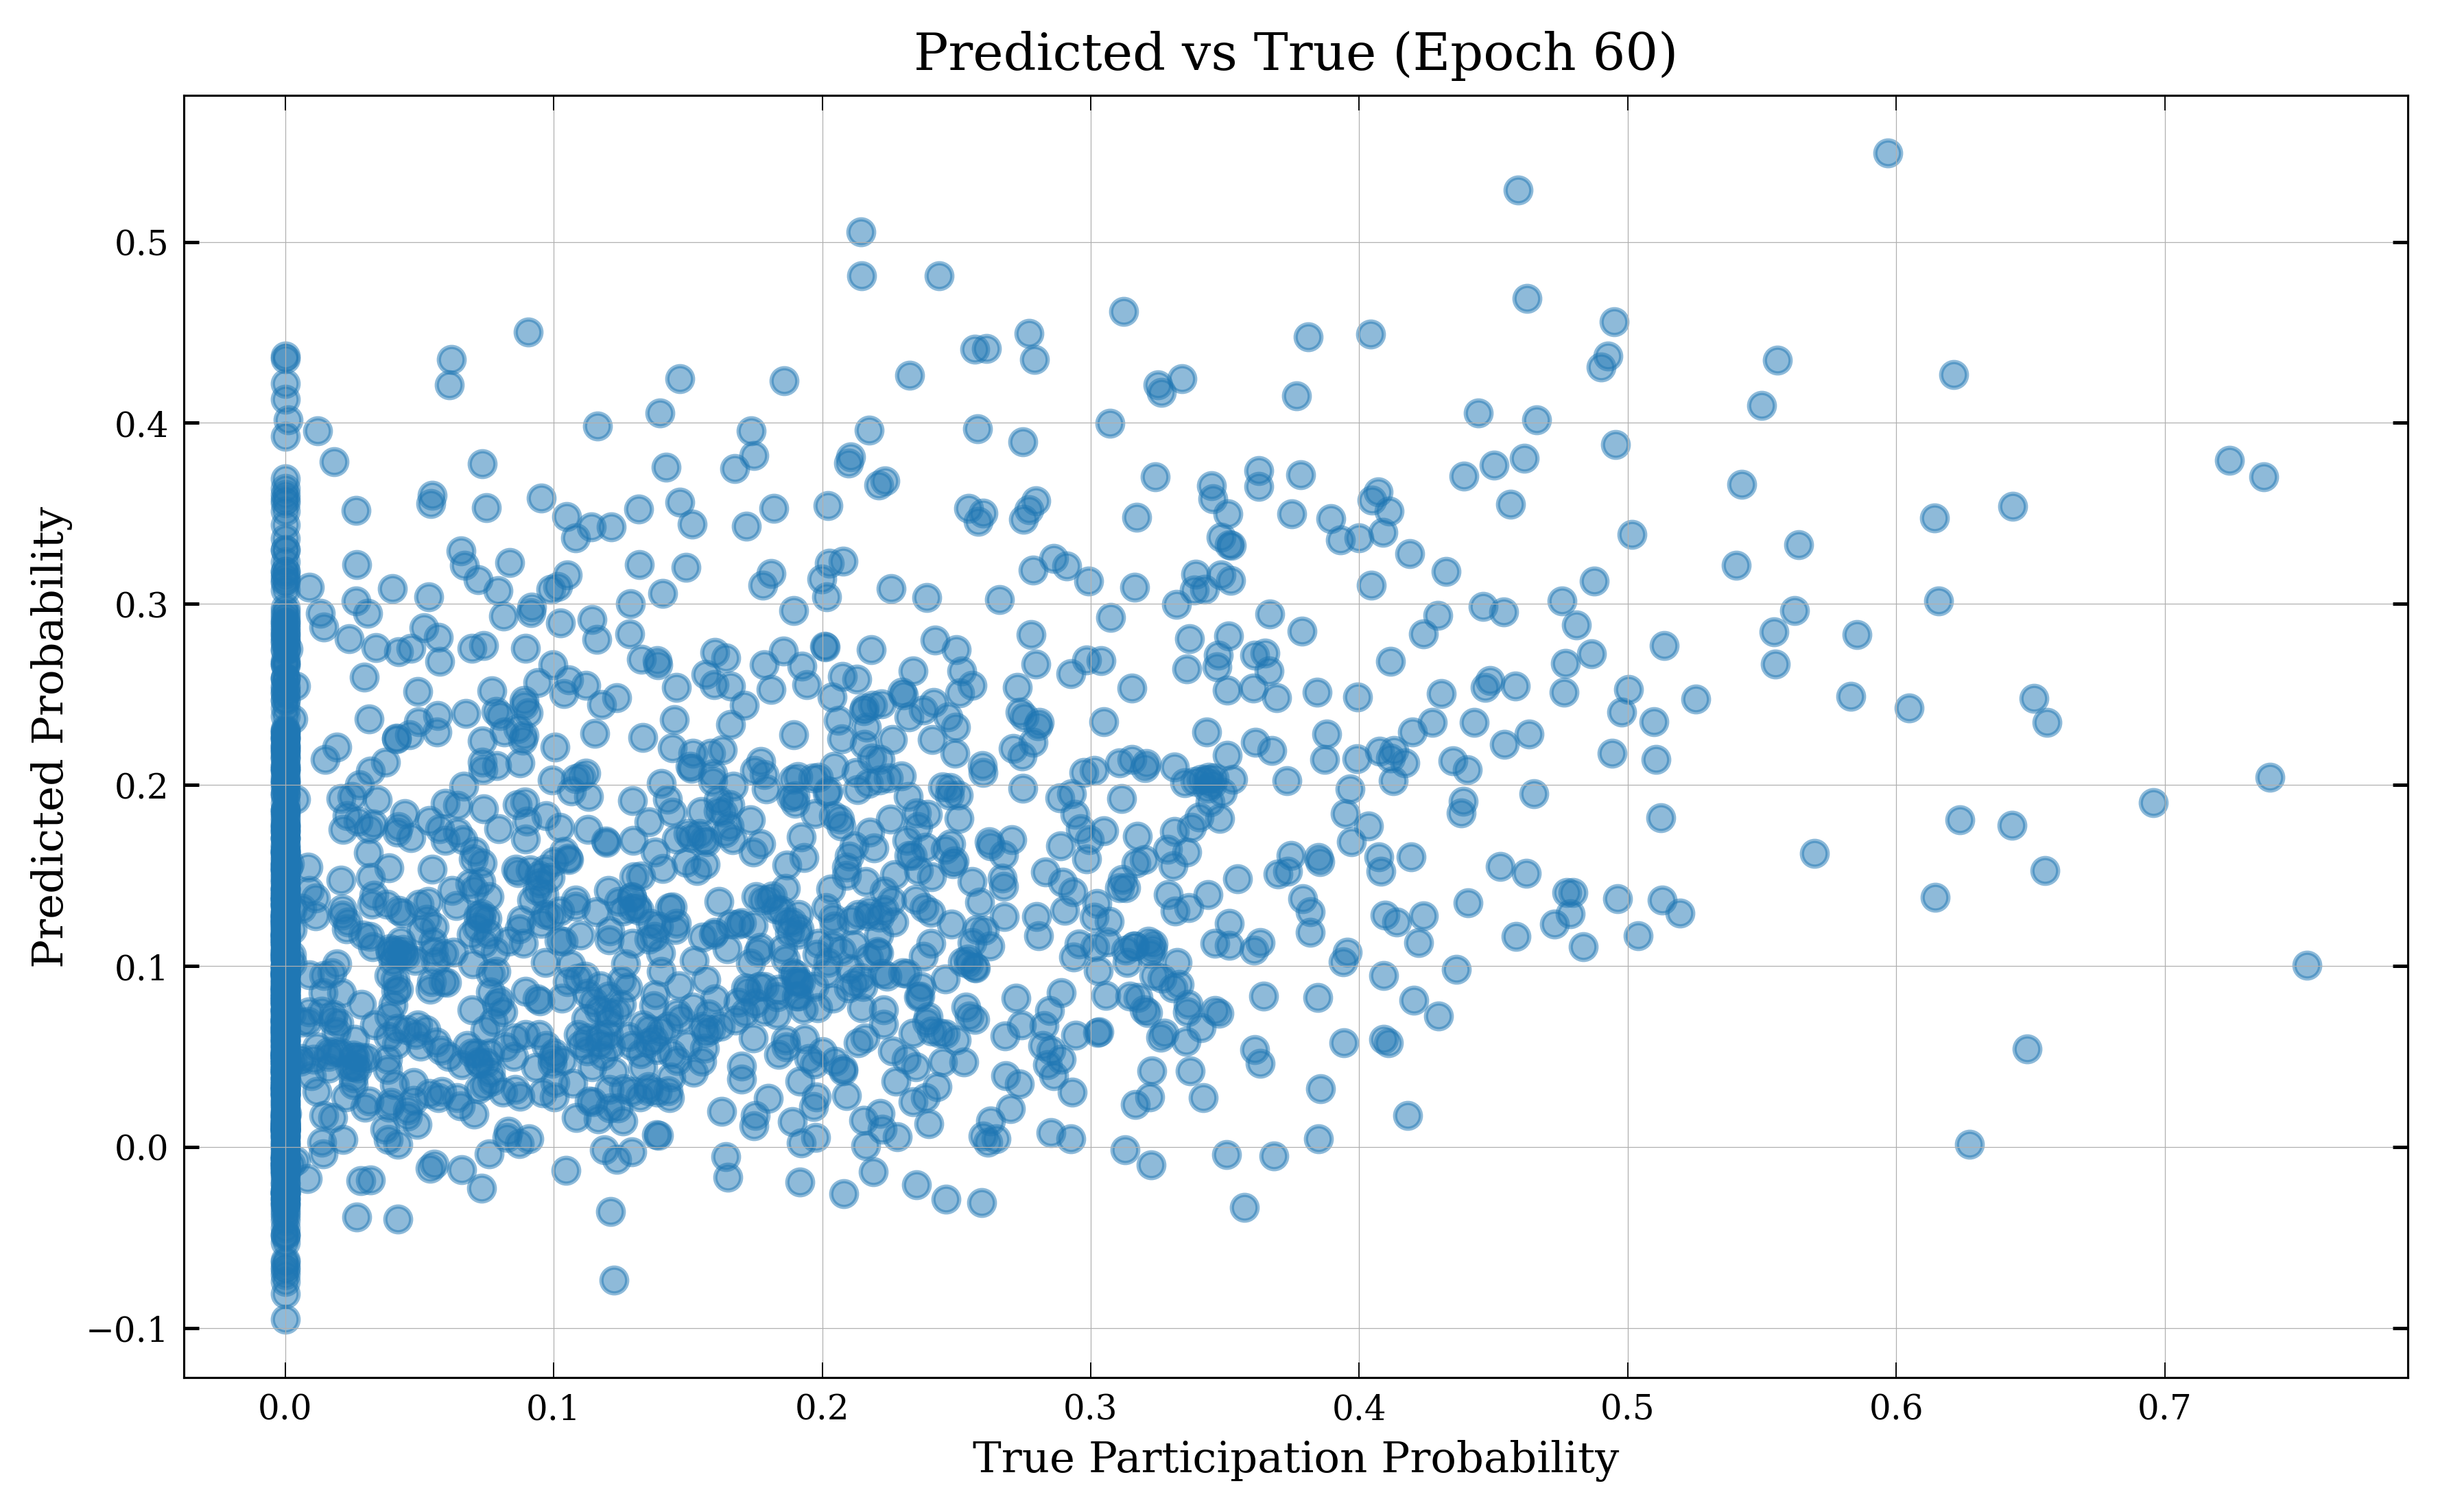 Predicted vs True (Epoch 60)
Predicted Probability
0.5
0.4
0.3
0.2
0.1
0.0
−0.1
0.0 0.1 0.2 0.3 0.4 0.5 0.6 0.7
True Participation Probability